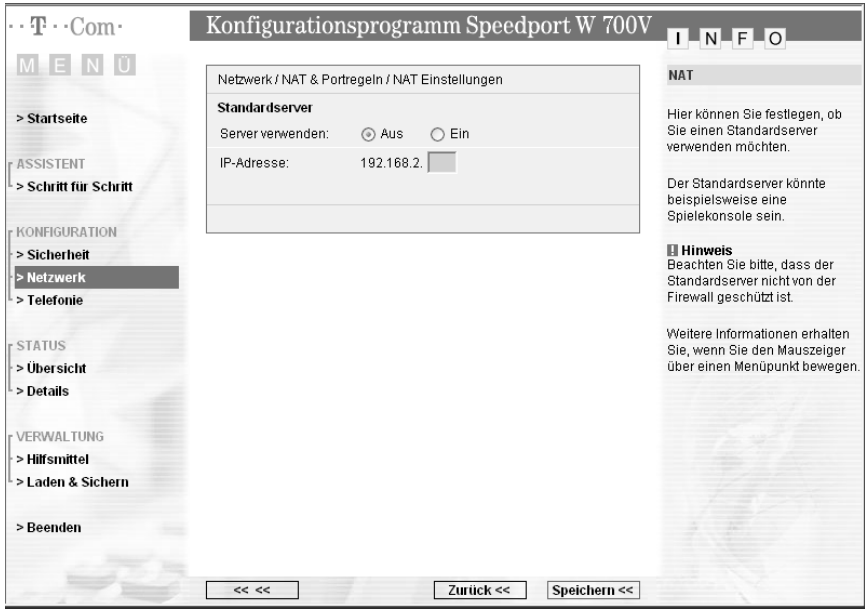 ··T··Com·
Konfigurationsprogramm Speedport W 700V
INFO
MENÜ
> Startseite
ASSISTENT
> Schritt für Schritt
KONFIGURATION
> Sicherheit
> Netzwerk
> Telefonie
STATUS
> Übersicht
> Details
VERWALTUNG
> Hilfsmittel
> Laden & Sichern
> Beenden
Netzwerk / NAT & Portregeln / NAT Einstellungen
Standardserver
Server verwenden: Aus Ein
IP-Adresse: 192.168.2.
<< <<
Zurück <<
Speichern <<
NAT
Hier können Sie festlegen, ob
Sie einen Standardserver
verwenden möchten.
Der Standardserver könnte
beispielsweise eine
Spielekonsole sein.
! Hinweis
Beachten Sie bitte, dass der
Standardserver nicht von der
Firewall geschützt ist.
Weitere Informationen erhalten
Sie, wenn Sie den Mauszeiger
über einen Menüpunkt bewegen.